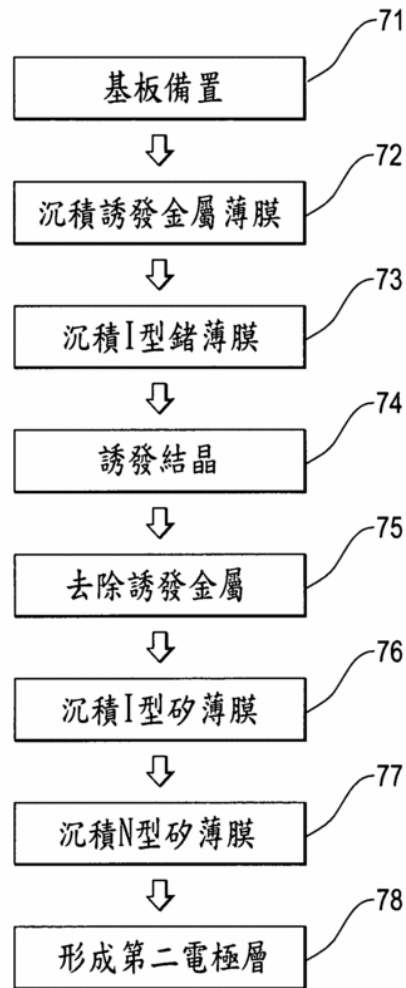 71
基板備置
72
沉積誘發金屬薄膜
73
沉積I型鍺薄膜
74
誘發結晶
75
去除誘發金屬
76
沉積I型矽薄膜
77
沉積N型矽薄膜
78
形成第二電極層